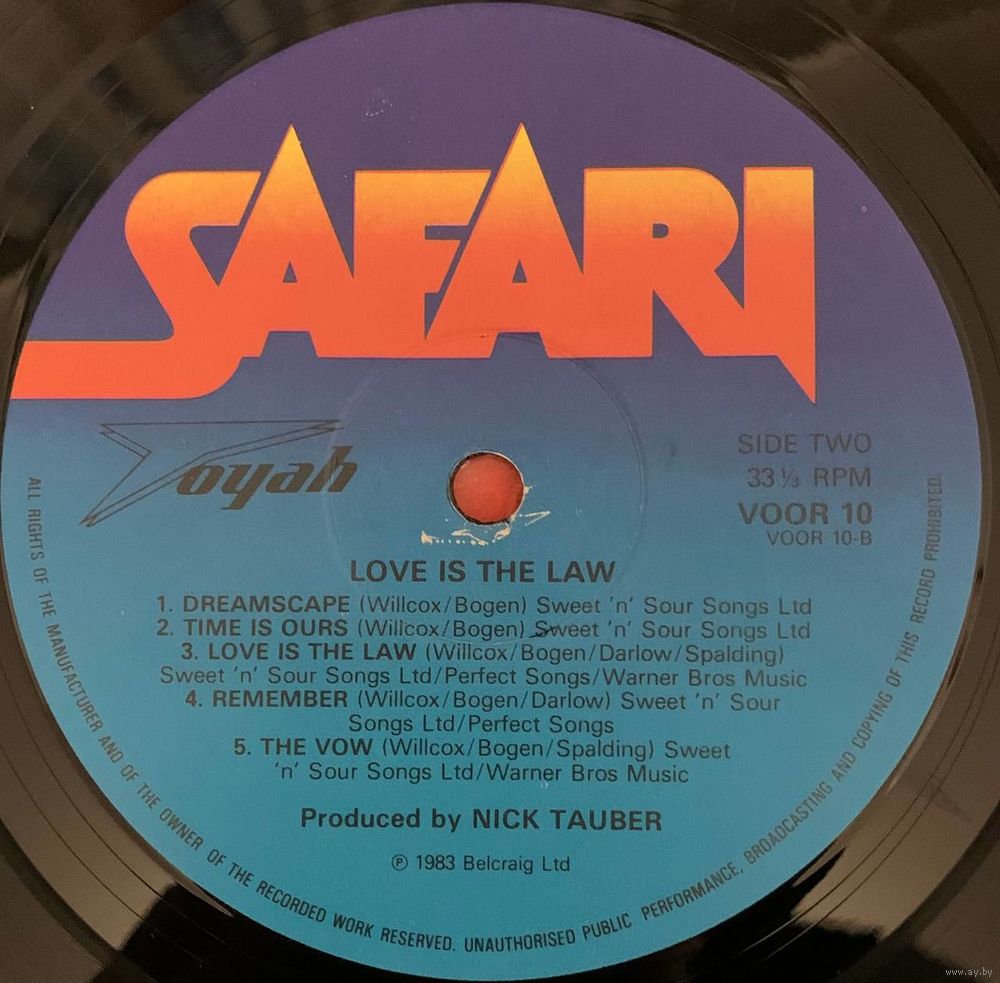 SAFARI
Toyah
SIDE TWO
33 ⅓ RPM
VOOR 10
VOOR 10-B
LOVE IS THE LAW
1. DREAMSCAPE (Willcox/Bogen) Sweet 'n' Sour Songs Ltd
2. TIME IS OURS (Willcox/Bogen) Sweet 'n' Sour Songs Ltd
3. LOVE IS THE LAW (Willcox/Bogen/Darlow/Spalding)
Sweet 'n' Sour Songs Ltd/Perfect Songs/Warner Bros Music
4. REMEMBER (Willcox/Bogen/Darlow) Sweet 'n' Sour
Songs Ltd/Perfect Songs
5. THE VOW (Willcox/Bogen/Spalding) Sweet
'n' Sour Songs Ltd/Warner Bros Music
Produced by NICK TAUBER
℗ 1983 Belcraig Ltd
ALL RIGHTS OF THE MANUFACTURER AND OF THE OWNER OF THE RECORDED WORK RESERVED. UNAUTHORISED PUBLIC PERFORMANCE, BROADCASTING AND COPYING OF THIS RECORD PROHIBITED.
www.ay.by